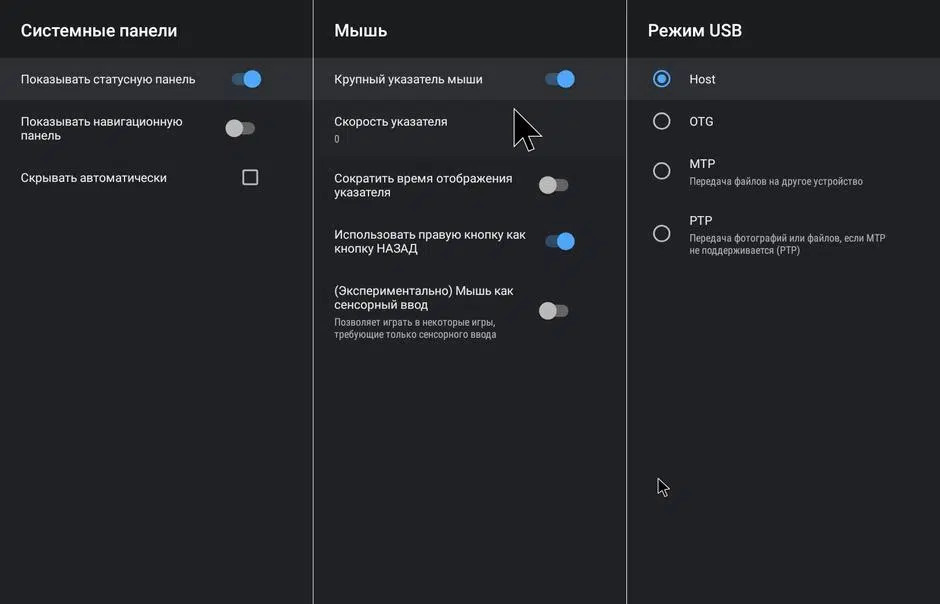 Системные панели
Показывать статусную панель
Показывать навигационную
панель
Скрывать автоматически
Мышь
Крупный указатель мыши
Скорость указателя
0
Сократить время отображения
указателя
Использовать правую кнопку как
кнопку НАЗАД
(Экспериментально) Мышь как
сенсорный ввод
Позволяет играть в некоторые игры,
требующие только сенсорного ввода
Режим USB
Host
OTG
MTP
Передача файлов на другое устройство
PTP
Передача фотографий или файлов, если MTP
не поддерживается (PTP)